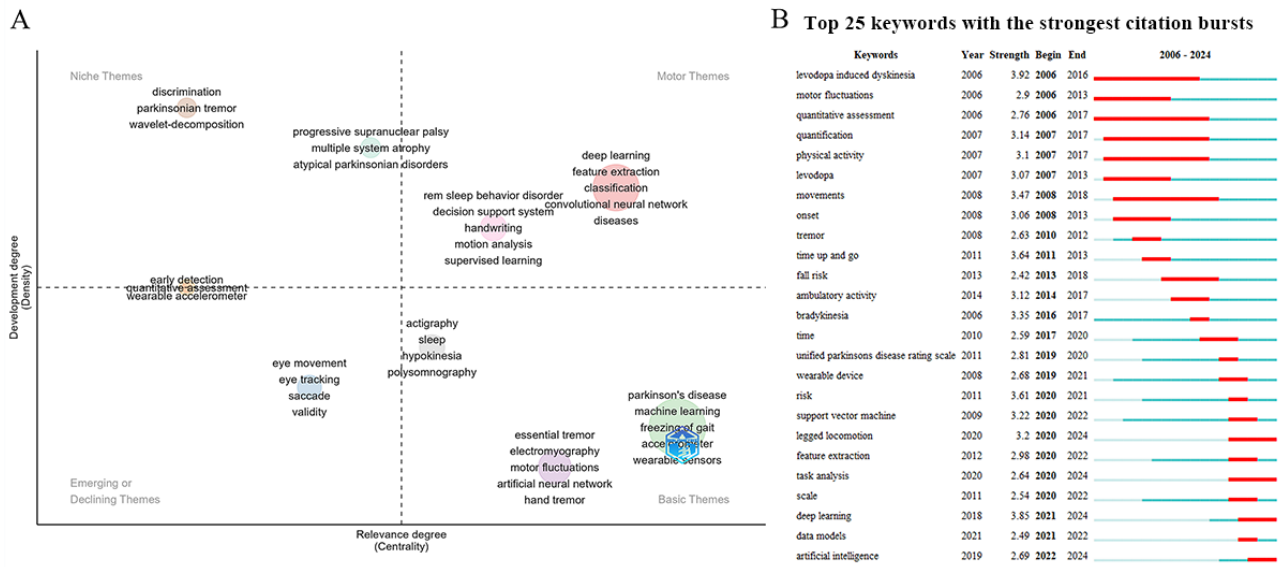 A
Niche Themes
Motor Themes
discrimination
parkinsonian tremor
wavelet-decomposition
progressive supranuclear palsy
multiple system atrophy
atypical parkinsonian disorders
deep learning
feature extraction
classification
convolutional neural network
diseases
rem sleep behavior disorder
decision support system
handwriting
motion analysis
supervised learning
early detection
quantitative assessment
wearable accelerometer
actigraphy
sleep
hypokinesia
polysomnography
eye movement
eye tracking
saccade
validity
parkinson's disease
machine learning
freezing of gait
accelerometer
wearable sensors
essential tremor
electromyography
motor fluctuations
artificial neural network
hand tremor
Emerging or
Declining Themes
Basic Themes
Development degree
(Density)
Relevance degree
(Centrality)
B Top 25 keywords with the strongest citation bursts
Keywords Year Strength Begin End 2006 - 2024
levodopa induced dyskinesia 2006 3.92 2006 2016
motor fluctuations 2006 2.9 2006 2013
quantitative assessment 2006 2.76 2006 2017
quantification 2007 3.14 2007 2017
physical activity 2007 3.1 2007 2017
levodopa 2007 3.07 2007 2013
movements 2008 3.47 2008 2018
onset 2008 3.06 2008 2013
tremor 2008 2.63 2010 2012
time up and go 2011 3.64 2011 2013
fall risk 2013 2.42 2013 2018
ambulatory activity 2014 3.12 2014 2017
bradykinesia 2006 3.35 2016 2017
time 2010 2.59 2017 2020
unified parkinsons disease rating scale 2011 2.81 2019 2020
wearable device 2008 2.68 2019 2021
risk 2011 3.61 2020 2021
support vector machine 2009 3.22 2020 2022
legged locomotion 2020 3.2 2020 2024
feature extraction 2012 2.98 2020 2022
task analysis 2020 2.64 2020 2024
scale 2011 2.54 2020 2022
deep learning 2018 3.85 2021 2024
data models 2021 2.49 2021 2022
artificial intelligence 2019 2.69 2022 2024